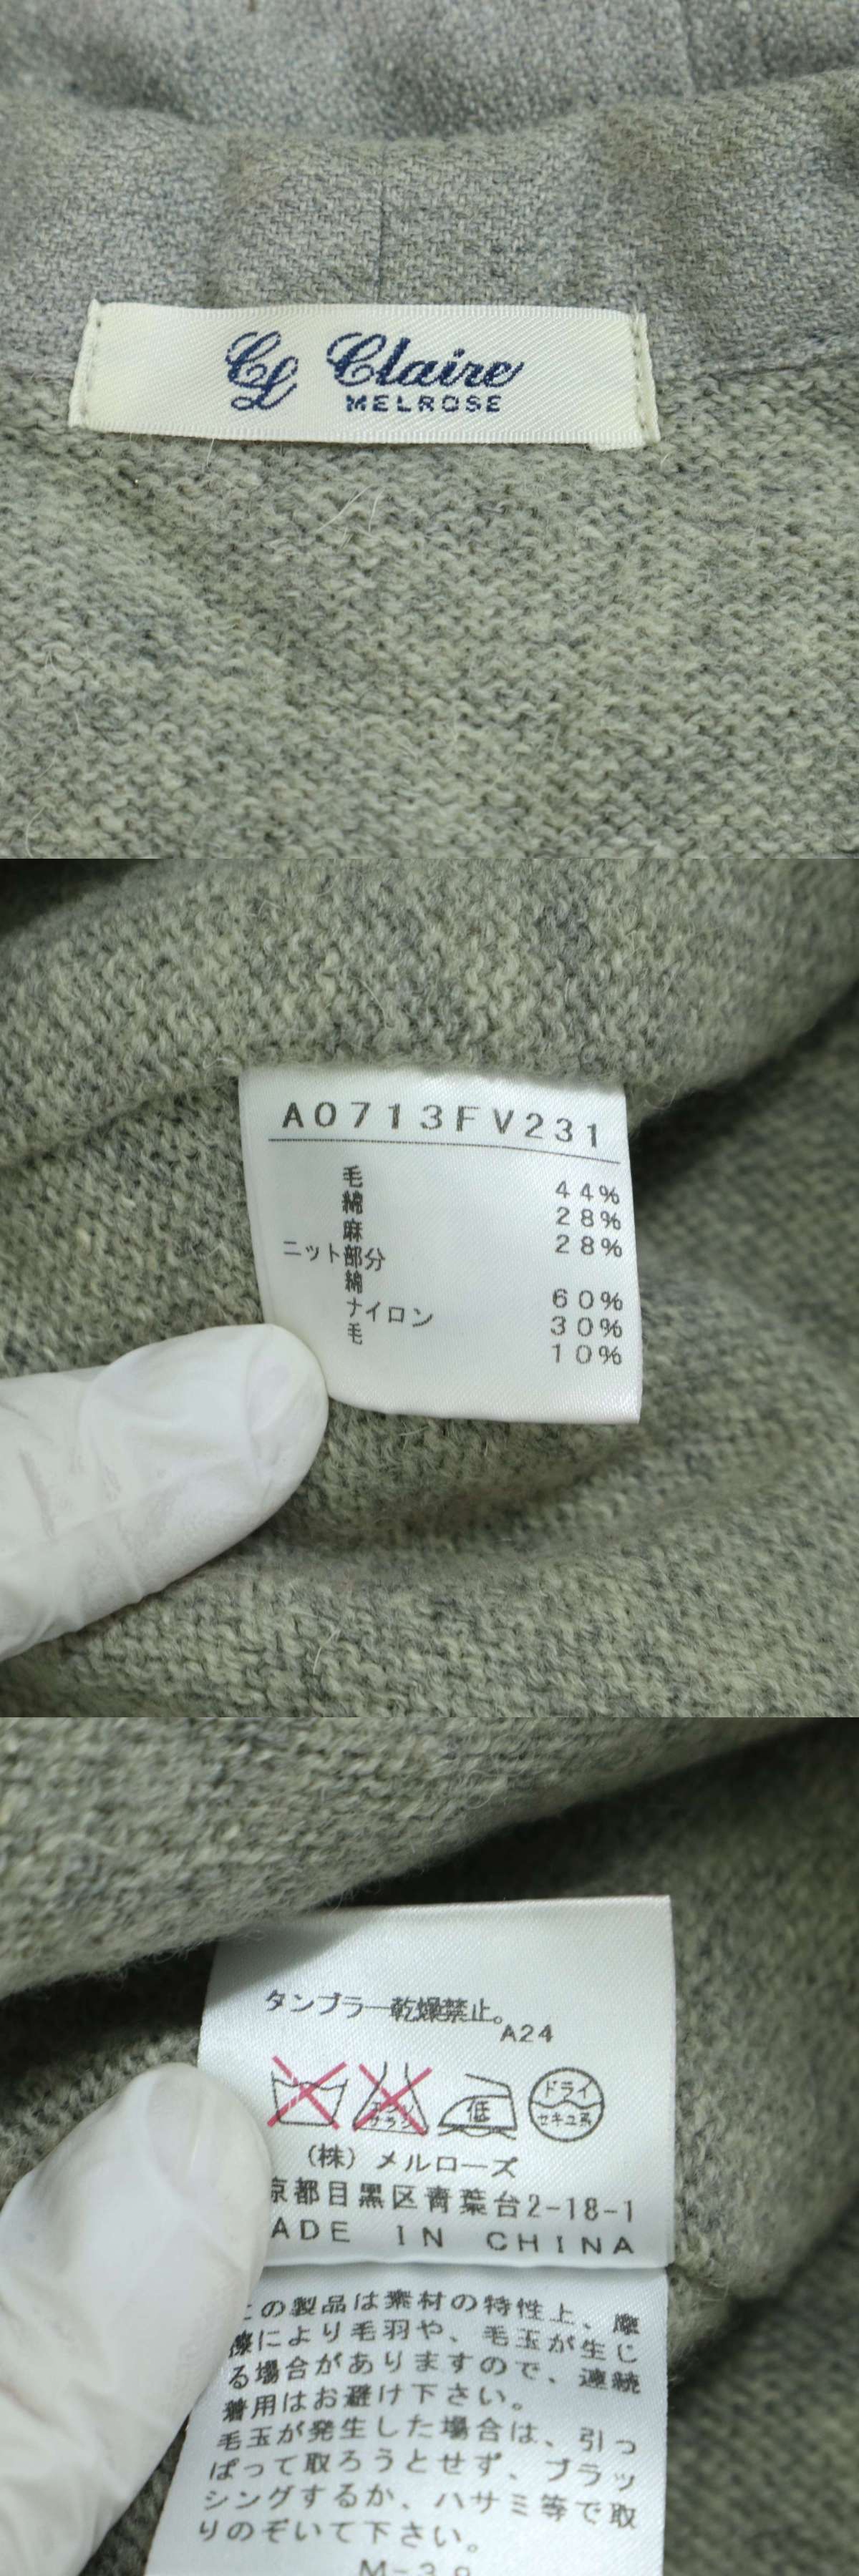 CL Claire
MELROSE
A0713FV231
毛 44%
綿 28%
麻 28%
ニット部分
綿 60%
ナイロン 30%
毛 10%
タンブラー乾燥禁止。
A24
エンソ
サラシ
低
ドライ
セキユ系
(株) メルローズ
京都目黒区青葉台2-18-1
ADE IN CHINA
この製品は素材の特性上、摩
擦により毛羽や、毛玉が生じ
る場合がありますので、連続
着用はお避け下さい。
毛玉が発生した場合は、引っ
ぱって取ろうとせず、ブラッ
シングするか、ハサミ等で取
りのぞいて下さい。